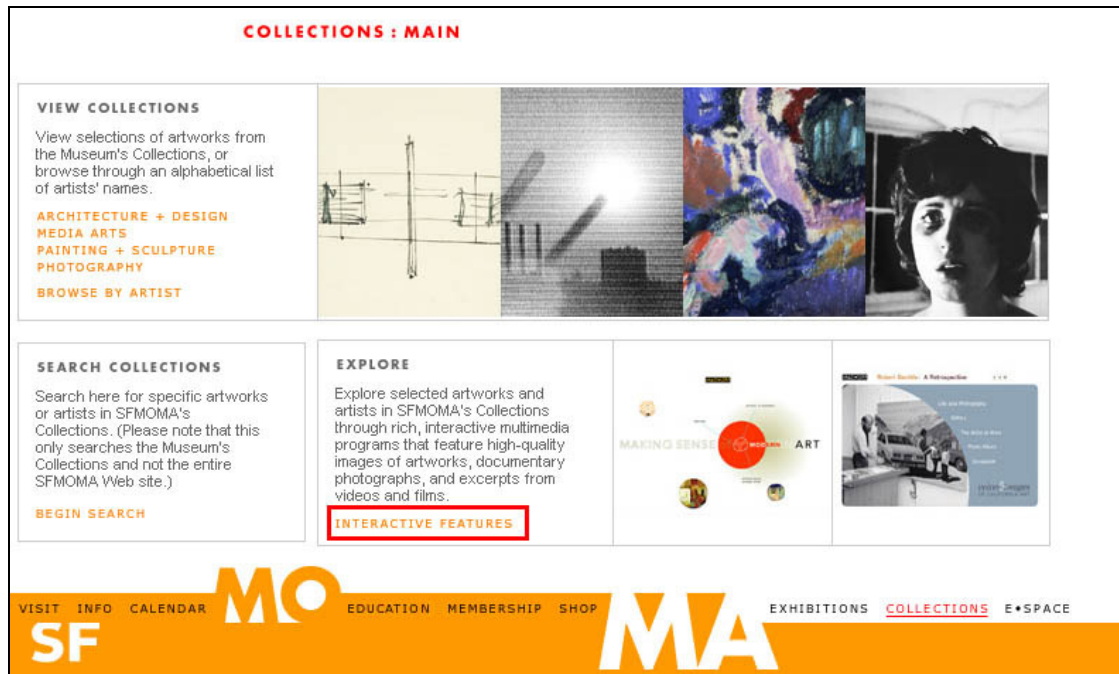 COLLECTIONS : MAIN
VIEW COLLECTIONS
View selections of artworks from
the Museum's Collections, or
browse through an alphabetical list
of artists' names.
ARCHITECTURE + DESIGN
MEDIA ARTS
PAINTING + SCULPTURE
PHOTOGRAPHY
BROWSE BY ARTIST
SEARCH COLLECTIONS
Search here for specific artworks
or artists in SFMOMA's
Collections. (Please note that this
only searches the Museum's
Collections and not the entire
SFMOMA Web site.)
BEGIN SEARCH
EXPLORE
Explore selected artworks and
artists in SFMOMA's Collections
through rich, interactive multimedia
programs that feature high-quality
images of artworks, documentary
photographs, and excerpts from
videos and films.
INTERACTIVE FEATURES
MAKING SENSE MODERN ART
A Retrospective
VISIT INFO CALENDAR MO EDUCATION MEMBERSHIP SHOP MA EXHIBITIONS COLLECTIONS E•SPACE
SF